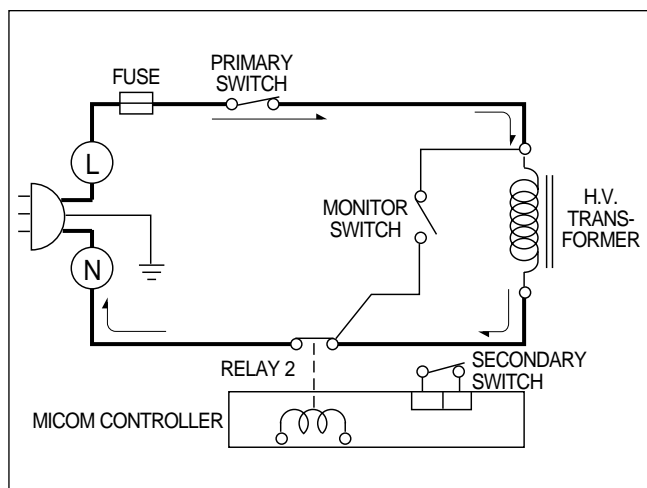 PRIMARY
SWITCH
FUSE
L
MONITOR
SWITCH
H.V.
TRANS-
FORMER
N
RELAY 2
SECONDARY
SWITCH
MICOM CONTROLLER